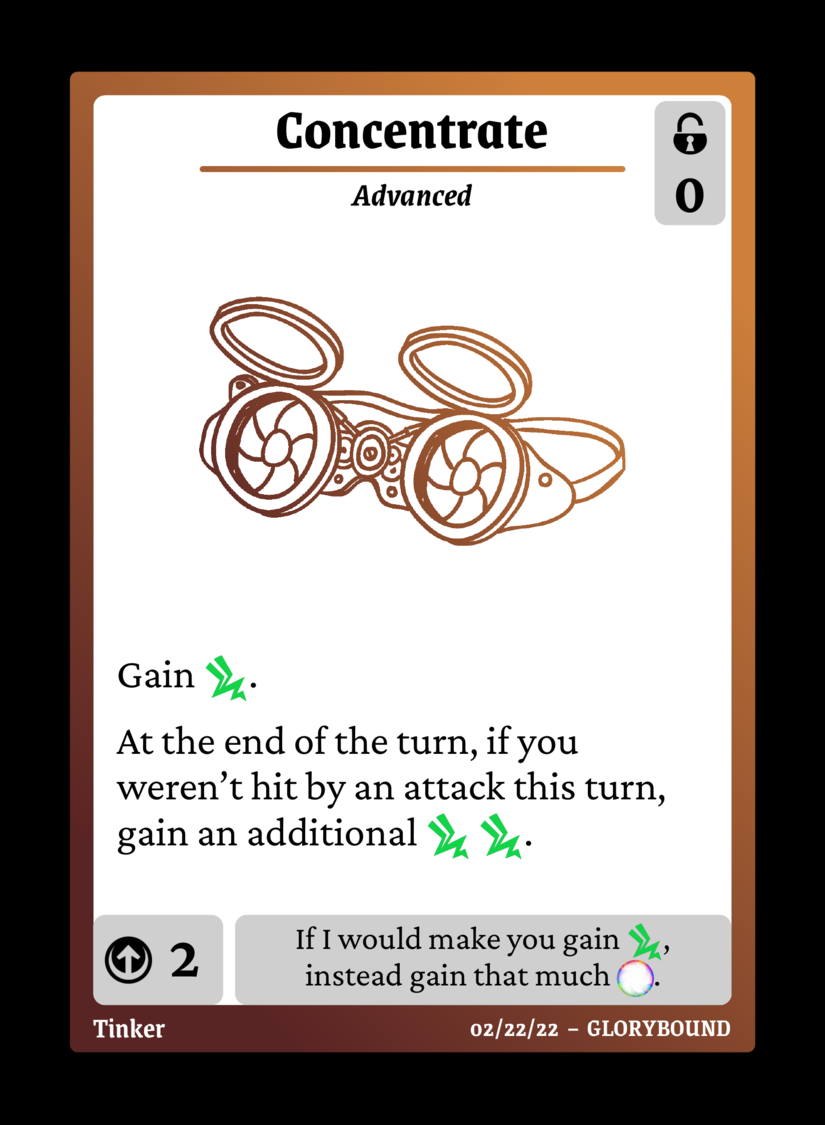 Concentrate
Advanced
0
Gain .
At the end of the turn, if you
weren’t hit by an attack this turn,
gain an additional .
2
If I would make you gain ,
instead gain that much .
Tinker
02/22/22 – GLORYBOUND